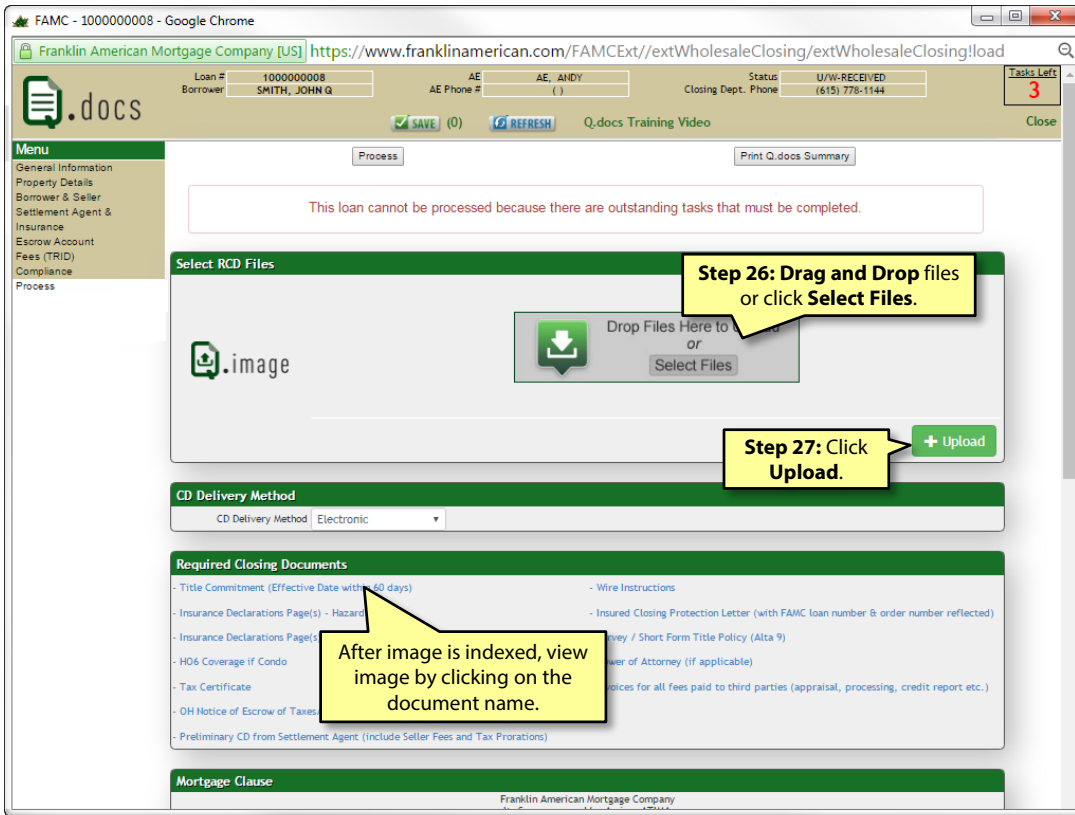 FAMC - 1000000008 - Google Chrome
Franklin American Mortgage Company [US] https://www.franklinamerican.com/FAMCExt//extWholesaleClosing/extWholesaleClosing!load
.docs
Loan # 1000000008 AE AE, ANDY Status U/W-RECEIVED
Borrower SMITH, JOHN Q AE Phone # ( ) Closing Dept. Phone (615) 778-1144
Tasks Left
3
SAVE (0) REFRESH Q.docs Training Video Close
Menu
General Information
Property Details
Borrower & Seller
Settlement Agent &
Insurance
Escrow Account
Fees (TRID)
Compliance
Process
Process Print Q.docs Summary
This loan cannot be processed because there are outstanding tasks that must be completed.
Select RCD Files
Step 26: Drag and Drop files
or click Select Files.
.image
Drop Files Here to
or
Select Files
Step 27: Click
Upload.
+ Upload
CD Delivery Method
CD Delivery Method Electronic
Required Closing Documents
- Title Commitment (Effective Date within 60 days) - Wire Instructions
- Insurance Declarations Page(s) - Hazard - Insured Closing Protection Letter (with FAMC loan number & order number reflected)
- Insurance Declarations Page(s / Short Form Title Policy (Alta 9)
- HO6 Coverage if Condo of Attorney (if applicable)
- Tax Certificate for all fees paid to third parties (appraisal, processing, credit report etc.)
- OH Notice of Escrow of Taxes
- Preliminary CD from Settlement Agent (include Seller Fees and Tax Prorations)
After image is indexed, view
image by clicking on the
document name.
Mortgage Clause
Franklin American Mortgage Company